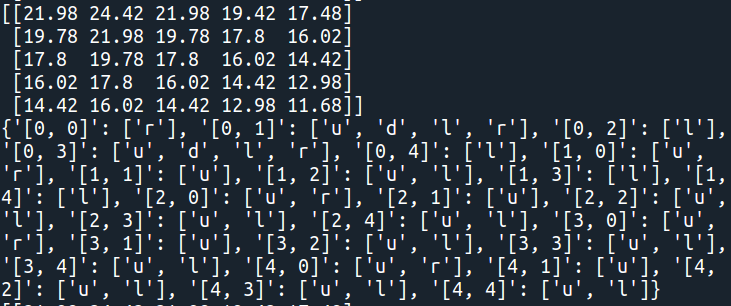 [[21.98 24.42 21.98 19.42 17.48]
 [19.78 21.98 19.78 17.8  16.02]
 [17.8  19.78 17.8  16.02 14.42]
 [16.02 17.8  16.02 14.42 12.98]
 [14.42 16.02 14.42 12.98 11.68]]
{'[0, 0]': ['r'], '[0, 1]': ['u', 'd', 'l', 'r'], '[0, 2]': ['l'],
'[0, 3]': ['u', 'd', 'l', 'r'], '[0, 4]': ['l'], '[1, 0]': ['u',
'r'], '[1, 1]': ['u'], '[1, 2]': ['u', 'l'], '[1, 3]': ['l'], '[1,
4]': ['l'], '[2, 0]': ['u', 'r'], '[2, 1]': ['u'], '[2, 2]': ['u',
'l'], '[2, 3]': ['u', 'l'], '[2, 4]': ['u', 'l'], '[3, 0]': ['u',
'r'], '[3, 1]': ['u'], '[3, 2]': ['u', 'l'], '[3, 3]': ['u', 'l'],
'[3, 4]': ['u', 'l'], '[4, 0]': ['u', 'r'], '[4, 1]': ['u'], '[4,
2]': ['u', 'l'], '[4, 3]': ['u', 'l'], '[4, 4]': ['u', 'l']}